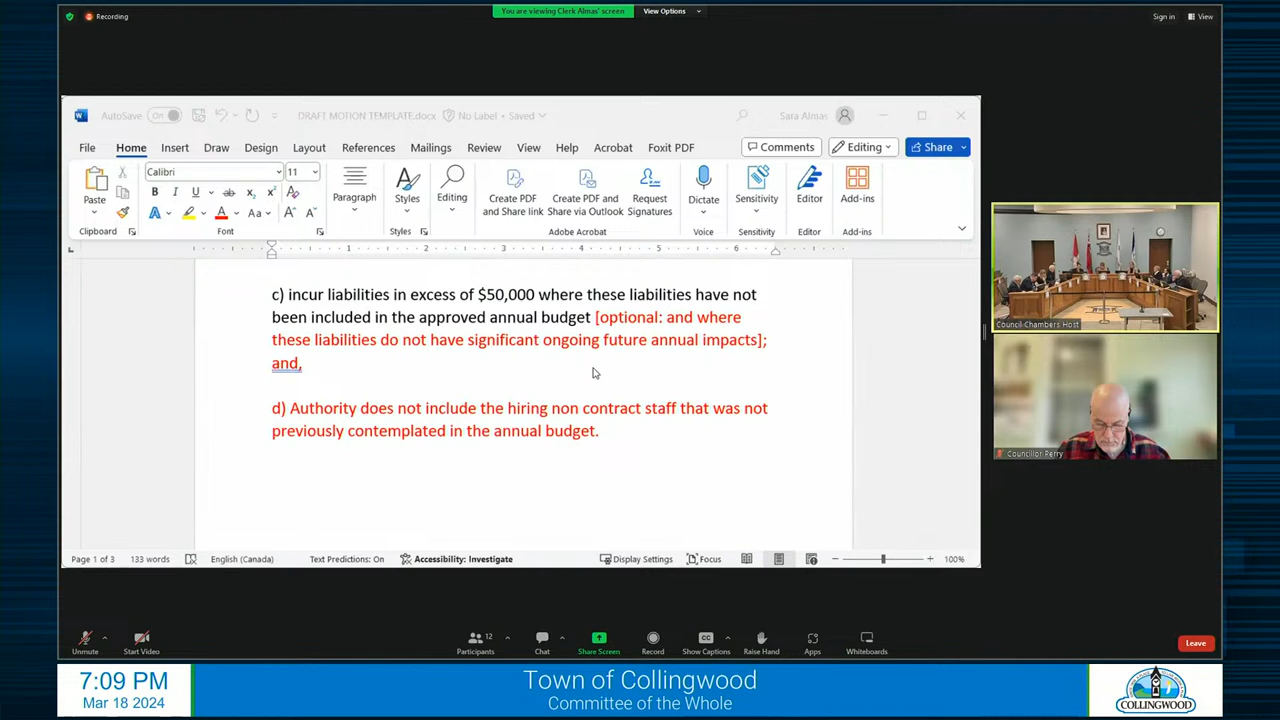 Recording
You are viewing Clerk Almas' screen
View Options
Sign in
View
AutoSave
On
DRAFT MOTION TEMPLATE.docx
No Label • Saved
Sara Almas
File
Home
Insert
Draw
Design
Layout
References
Mailings
Review
View
Help
Acrobat
Foxit PDF
Comments
Editing
Share
Paste
Clipboard
Calibri
11
Font
Paragraph
Styles
Styles
Editing
Create PDF
and Share link
Create PDF and
Share via Outlook
Request
Signatures
Adobe Acrobat
Dictate
Voice
Sensitivity
Sensitivity
Editor
Editor
Add-ins
Add-ins
1 2 3 4 5 6
c) incur liabilities in excess of $50,000 where these liabilities have not
been included in the approved annual budget [optional: and where
these liabilities do not have significant ongoing future annual impacts];
and,
d) Authority does not include the hiring non contract staff that was not
previously contemplated in the annual budget.
Page 1 of 3
133 words
English (Canada)
Text Predictions: On
Accessibility: Investigate
Display Settings
Focus
100%
Council Chambers Host
Councillor Perry
Unmute
Start Video
12
Participants
Chat
Share Screen
Record
CC
Show Captions
Raise Hand
Apps
Whiteboards
Leave
7:09 PM
Mar 18 2024
Town of Collingwood
Committee of the Whole
COLLINGWOOD